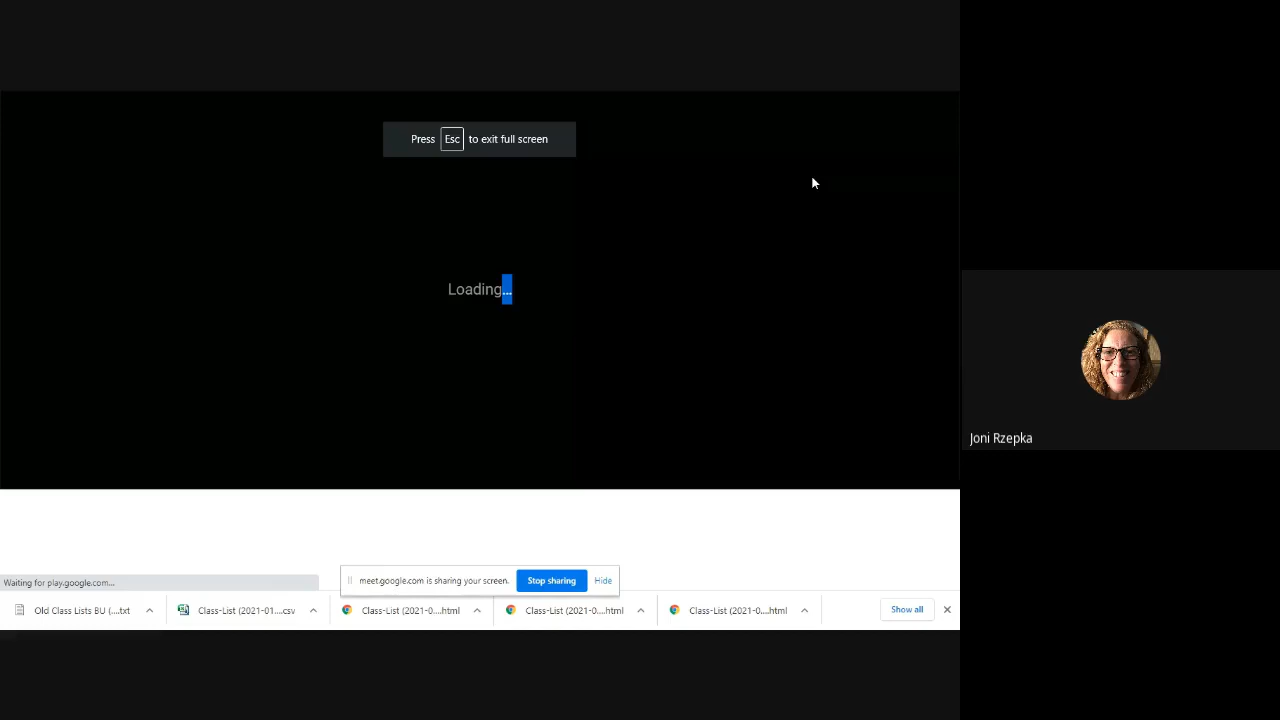 Press Esc to exit full screen
Loading...
Joni Rzepka
meet.google.com is sharing your screen.
Stop sharing
Hide
Waiting for play.google.com...
Old Class Lists BU (....txt
Class-List (2021-01....csv
Class-List (2021-0....html
Class-List (2021-0....html
Class-List (2021-0....html
Show all